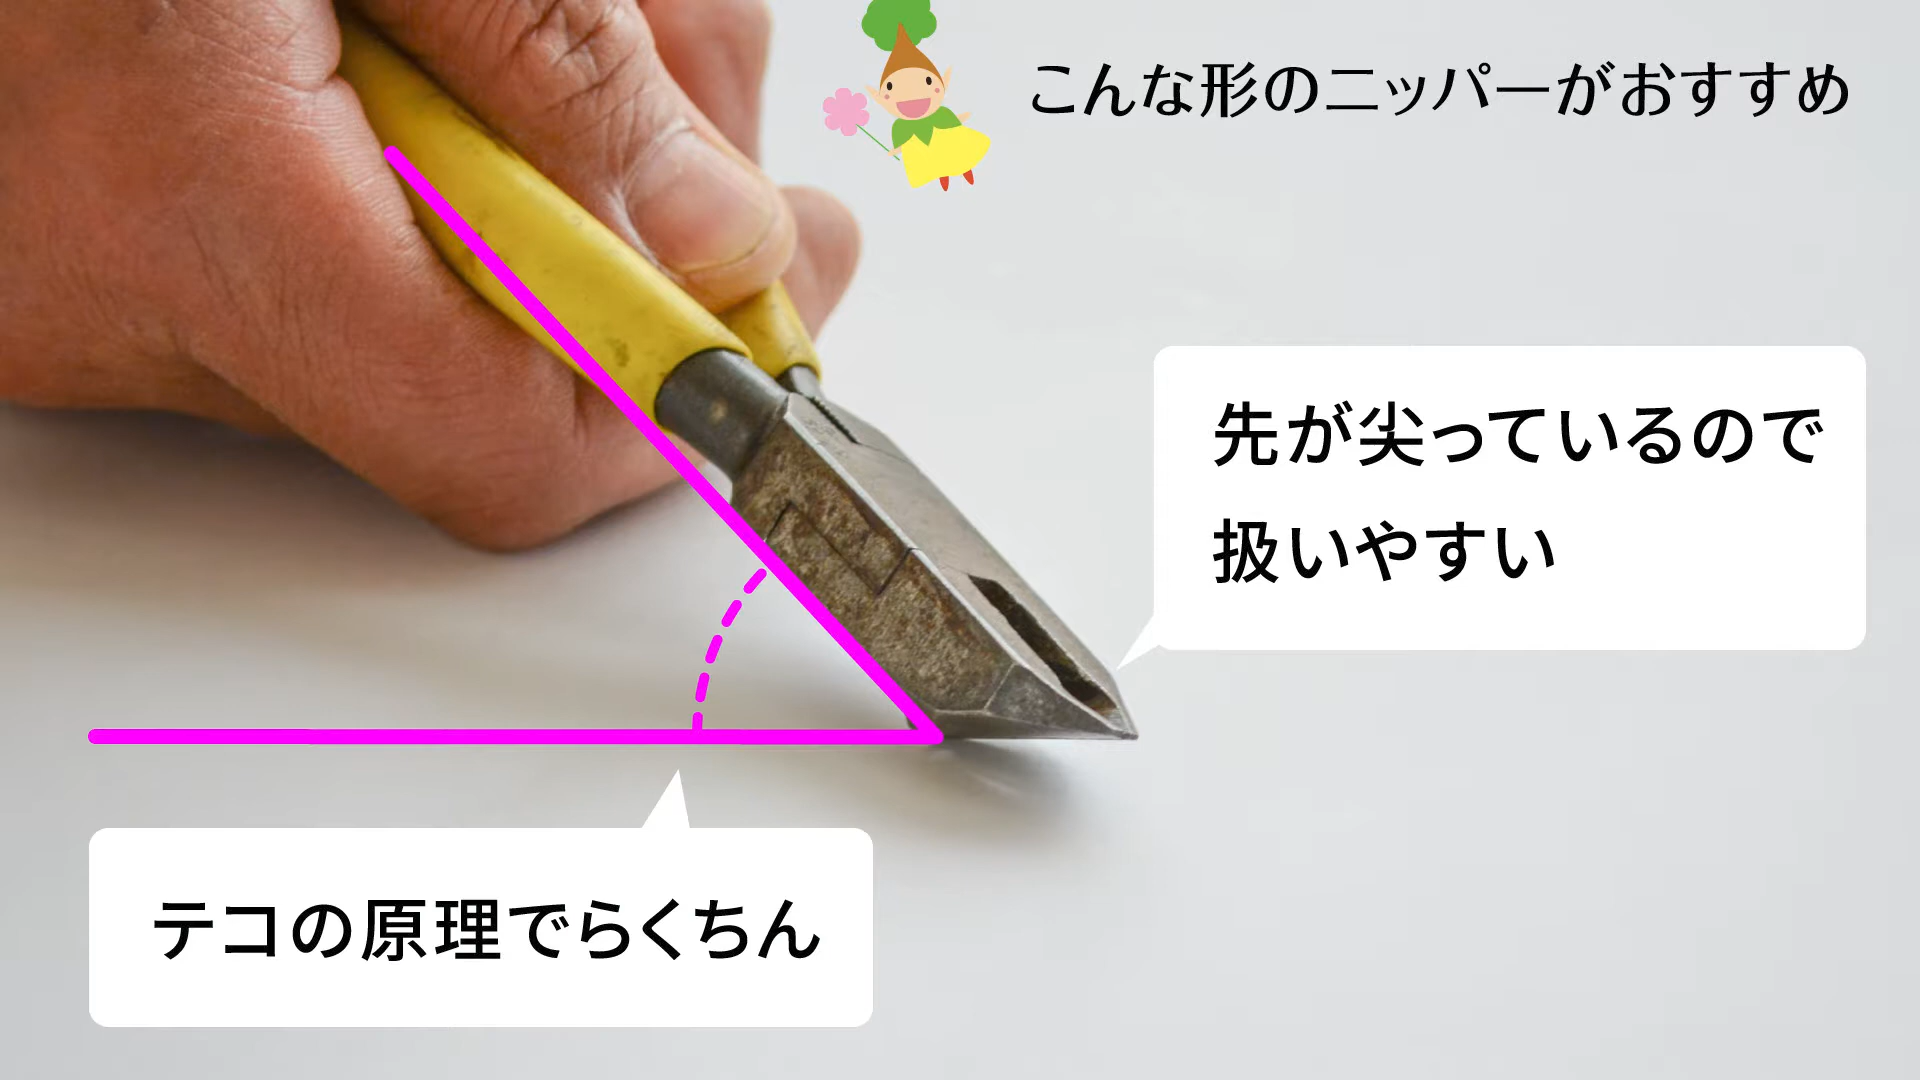 こんな形のニッパーがおすすめ
先が尖っているので
扱いやすい
テコの原理でらくちん